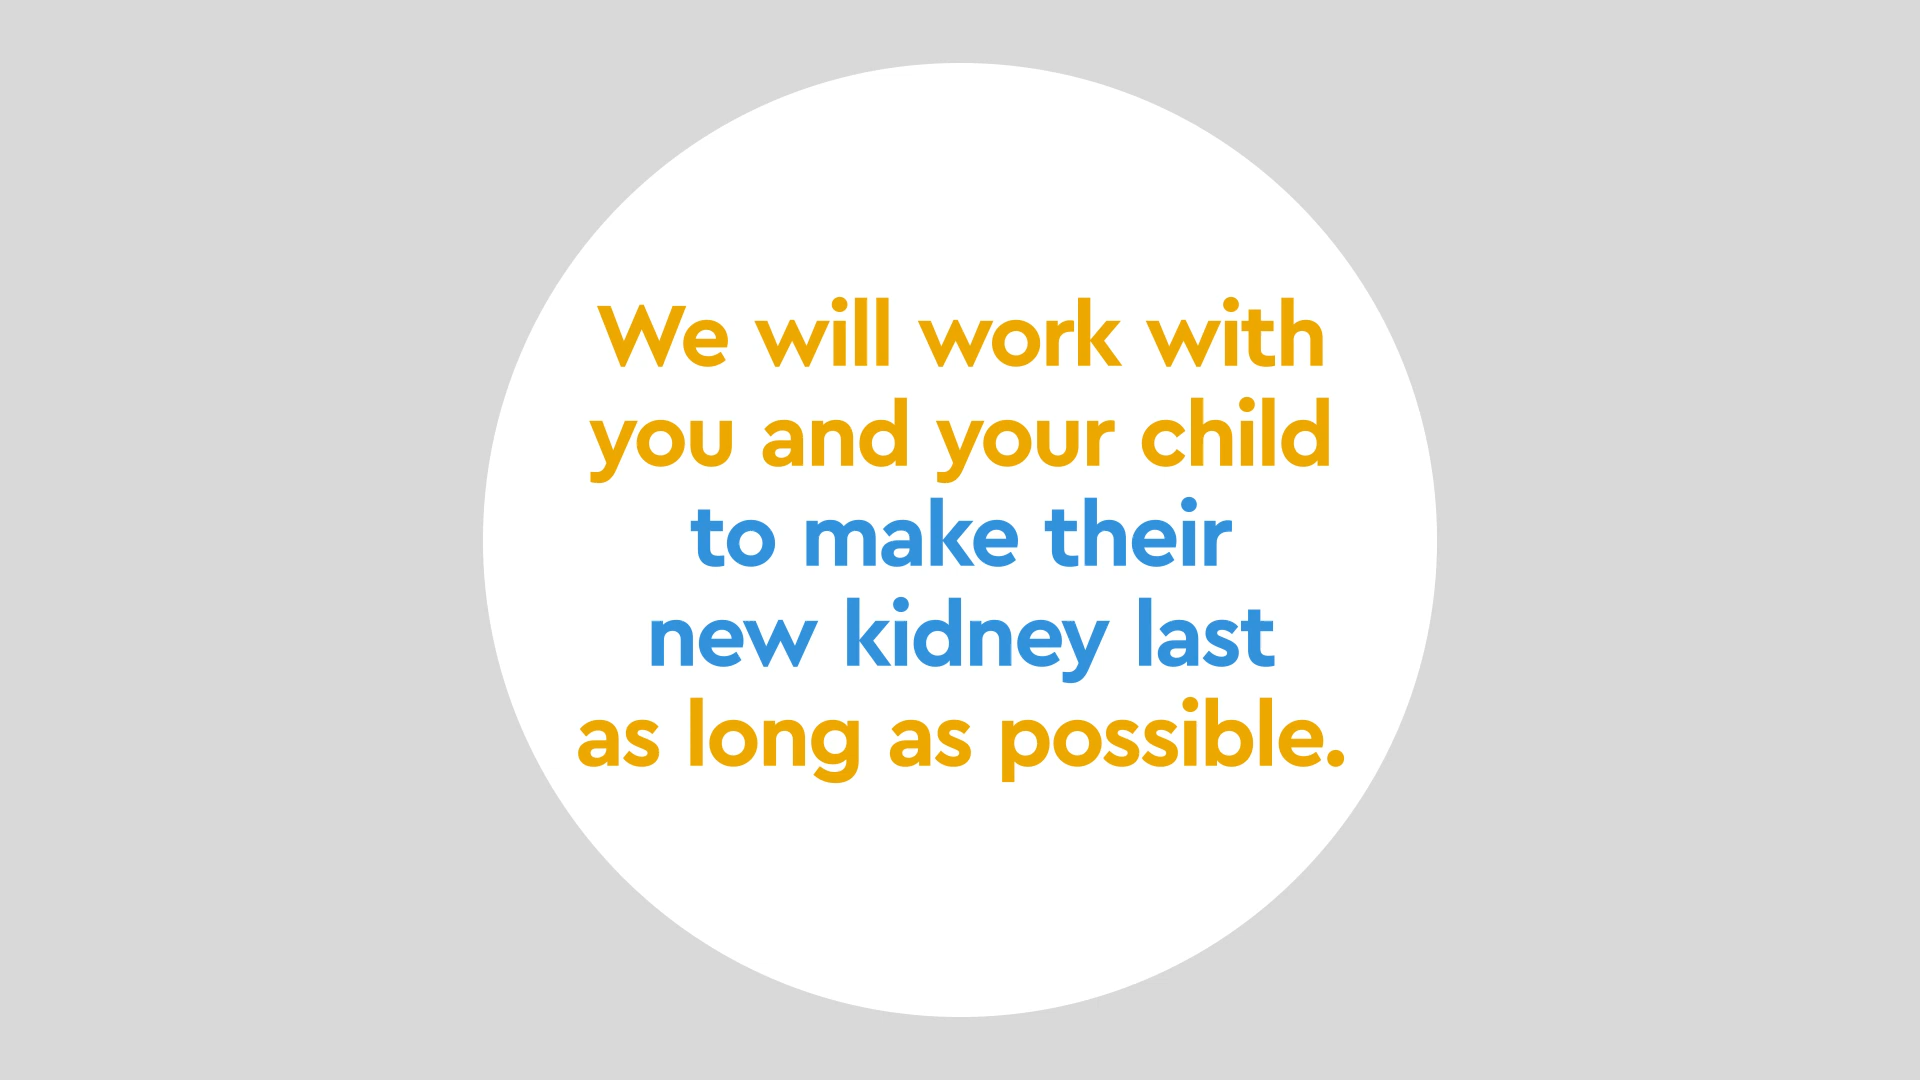 We will work with
you and your child
to make their
new kidney last
as long as possible.